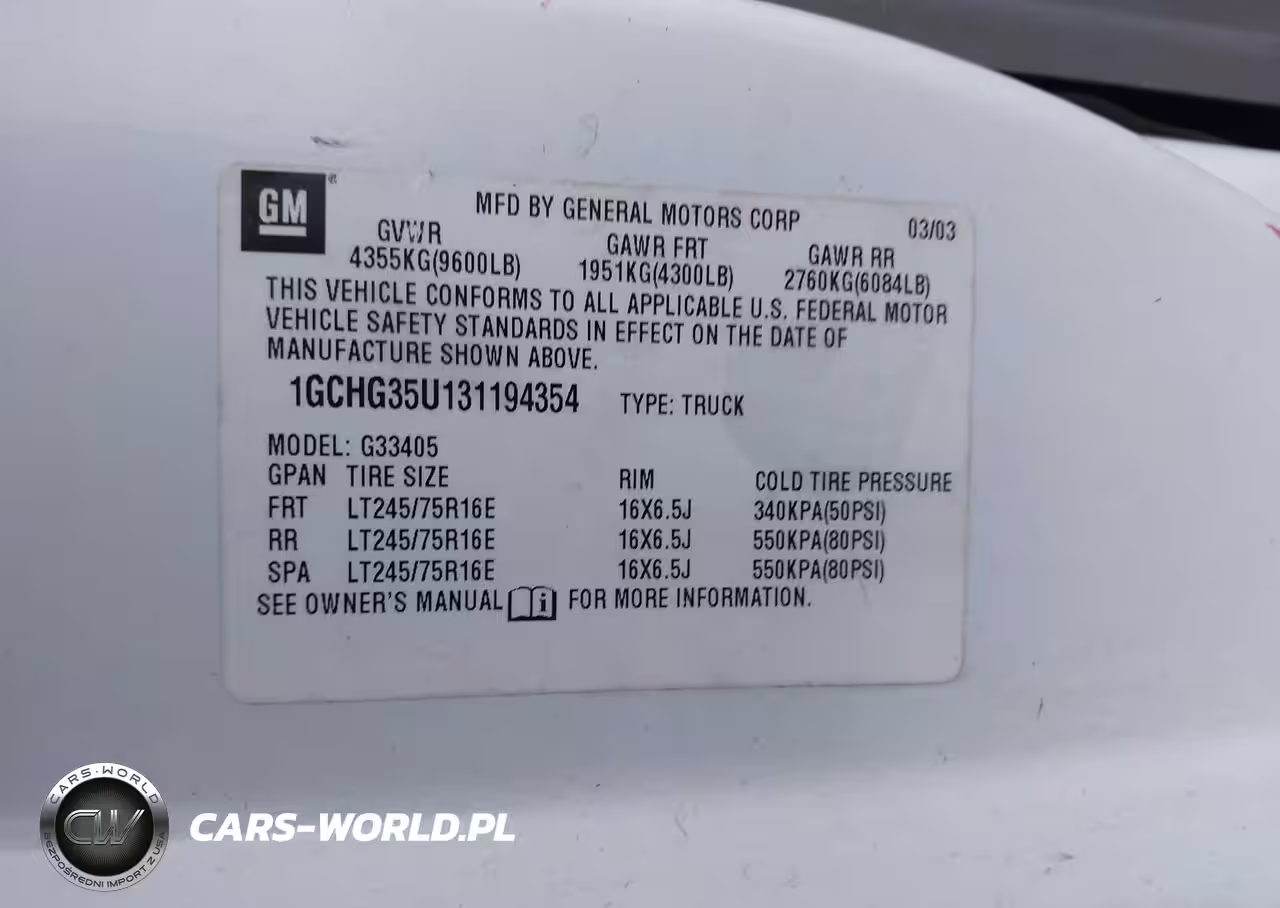 GM®
MFD BY GENERAL MOTORS CORP 03/03
GVWR GAWR FRT GAWR RR
4355KG(9600LB) 1951KG(4300LB) 2760KG(6084LB)
THIS VEHICLE CONFORMS TO ALL APPLICABLE U.S. FEDERAL MOTOR
VEHICLE SAFETY STANDARDS IN EFFECT ON THE DATE OF
MANUFACTURE SHOWN ABOVE.
1GCHG35U131194354 TYPE: TRUCK
MODEL: G33405
GPAN TIRE SIZE RIM COLD TIRE PRESSURE
FRT LT245/75R16E 16X6.5J 340KPA(50PSI)
RR LT245/75R16E 16X6.5J 550KPA(80PSI)
SPA LT245/75R16E 16X6.5J 550KPA(80PSI)
SEE OWNER'S MANUAL i FOR MORE INFORMATION.
CARS-WORLD
CW
BEZPOŚREDNI IMPORT Z USA
CARS-WORLD.PL